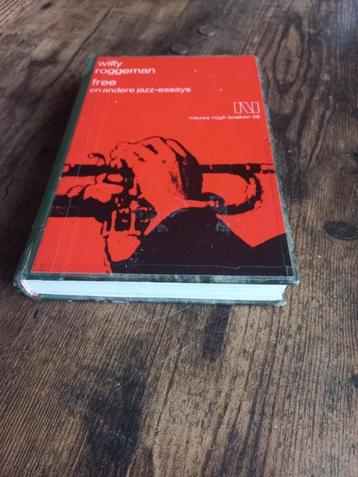 willy
roggeman
free
en andere jazz-essays
nieuwe nijgh boeken 26